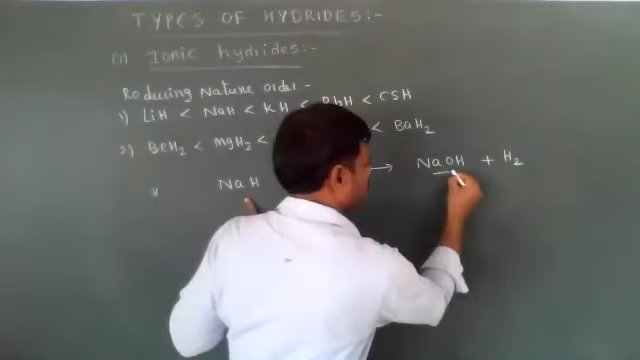 TYPES OF HYDRIDES:-
(1) Ionic hydrides:-
Reducing Nature order-
1) LiH < NaH < KH < RbH < CSH
2) BeH2 < MgH2 < < BaH2
* NaH → NaOH + H2